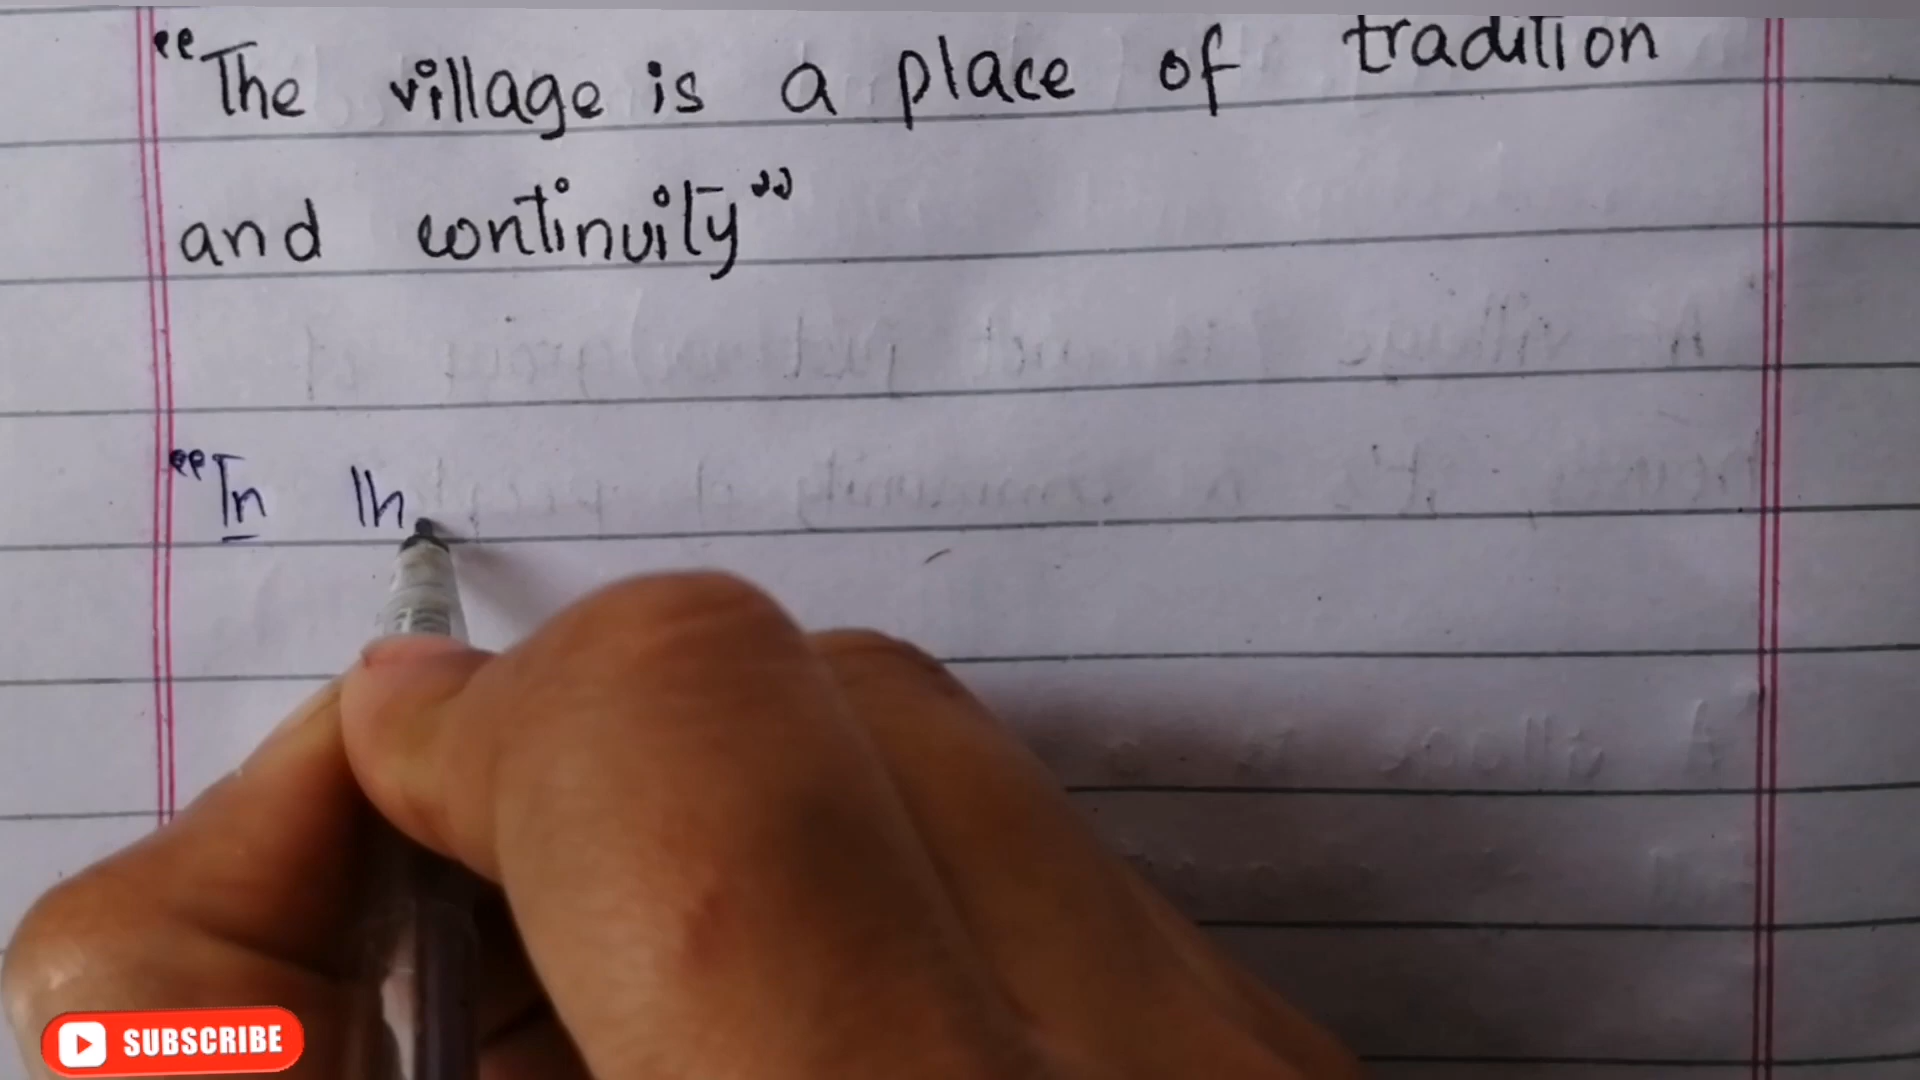 “The village is a place of tradition
and continuity”
“In th
SUBSCRIBE